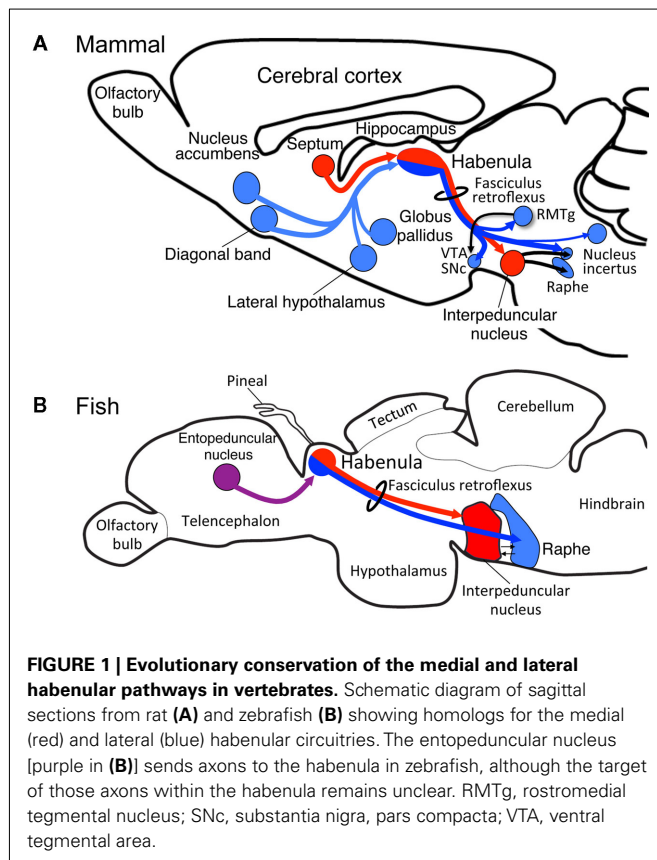 A Mammal
Cerebral cortex
Olfactory
bulb
Nucleus
accumbens
Septum
Hippocampus
Habenula
Fasciculus
retroflexus
RMTg
Globus
pallidus
Diagonal band
VTA
SNc
Nucleus
incertus
Lateral hypothalamus
Raphe
Interpeduncular
nucleus
Pineal
B Fish
Tectum
Cerebellum
Entopeduncular
nucleus
Habenula
Fasciculus retroflexus
Hindbrain
Telencephalon
Olfactory
bulb
Raphe
Hypothalamus
Interpeduncular
nucleus
FIGURE 1 | Evolutionary conservation of the medial and lateral
habenular pathways in vertebrates. Schematic diagram of sagittal
sections from rat (A) and zebrafish (B) showing homologs for the medial
(red) and lateral (blue) habenular circuitries. The entopeduncular nucleus
[purple in (B)] sends axons to the habenula in zebrafish, although the target
of those axons within the habenula remains unclear. RMTg, rostromedial
tegmental nucleus; SNc, substantia nigra, pars compacta; VTA, ventral
tegmental area.